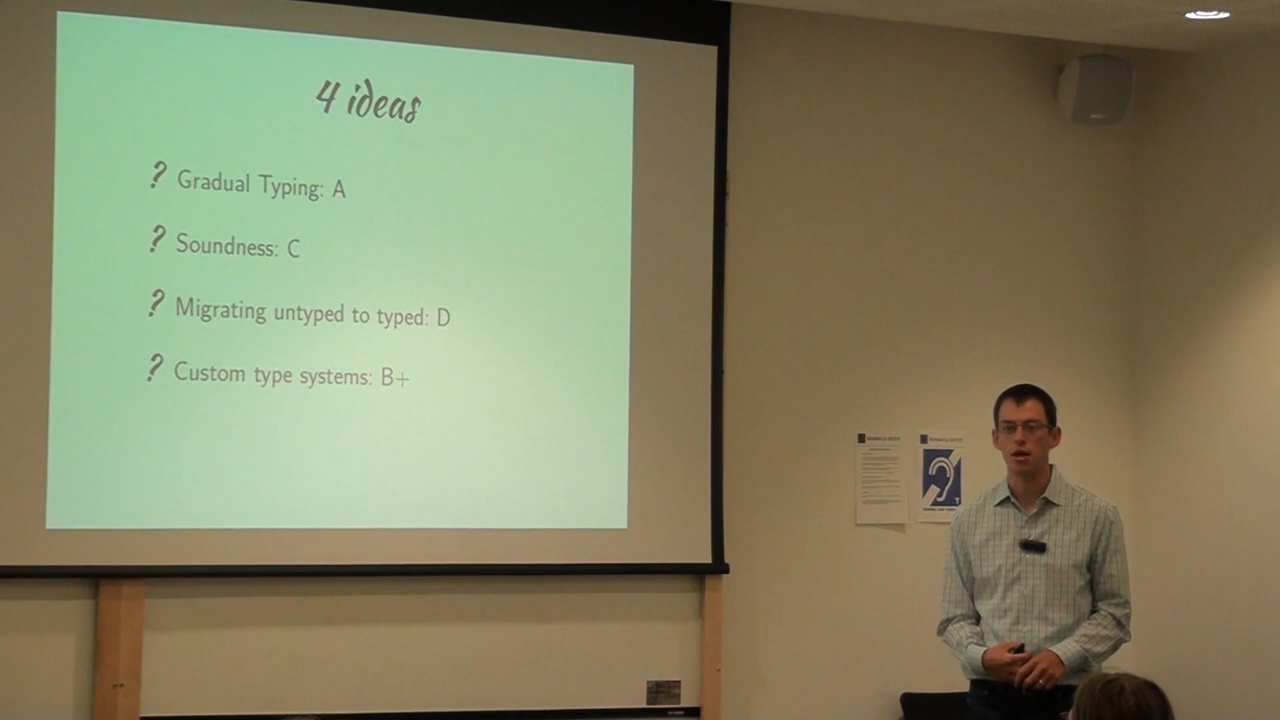 4 ideas
? Gradual Typing: A
? Soundness: C
? Migrating untyped to typed: D
? Custom type systems: B+
T